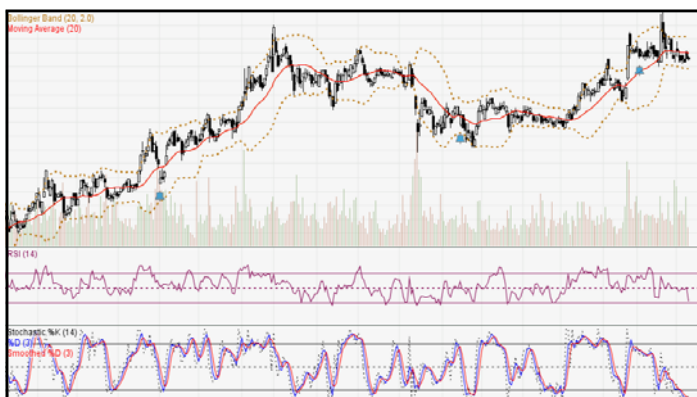 Bollinger Band (20, 2.0)
Moving Average (20)
RSI (14)
Stochastic %K (14)
%D (3)
Smoothed %D (3)